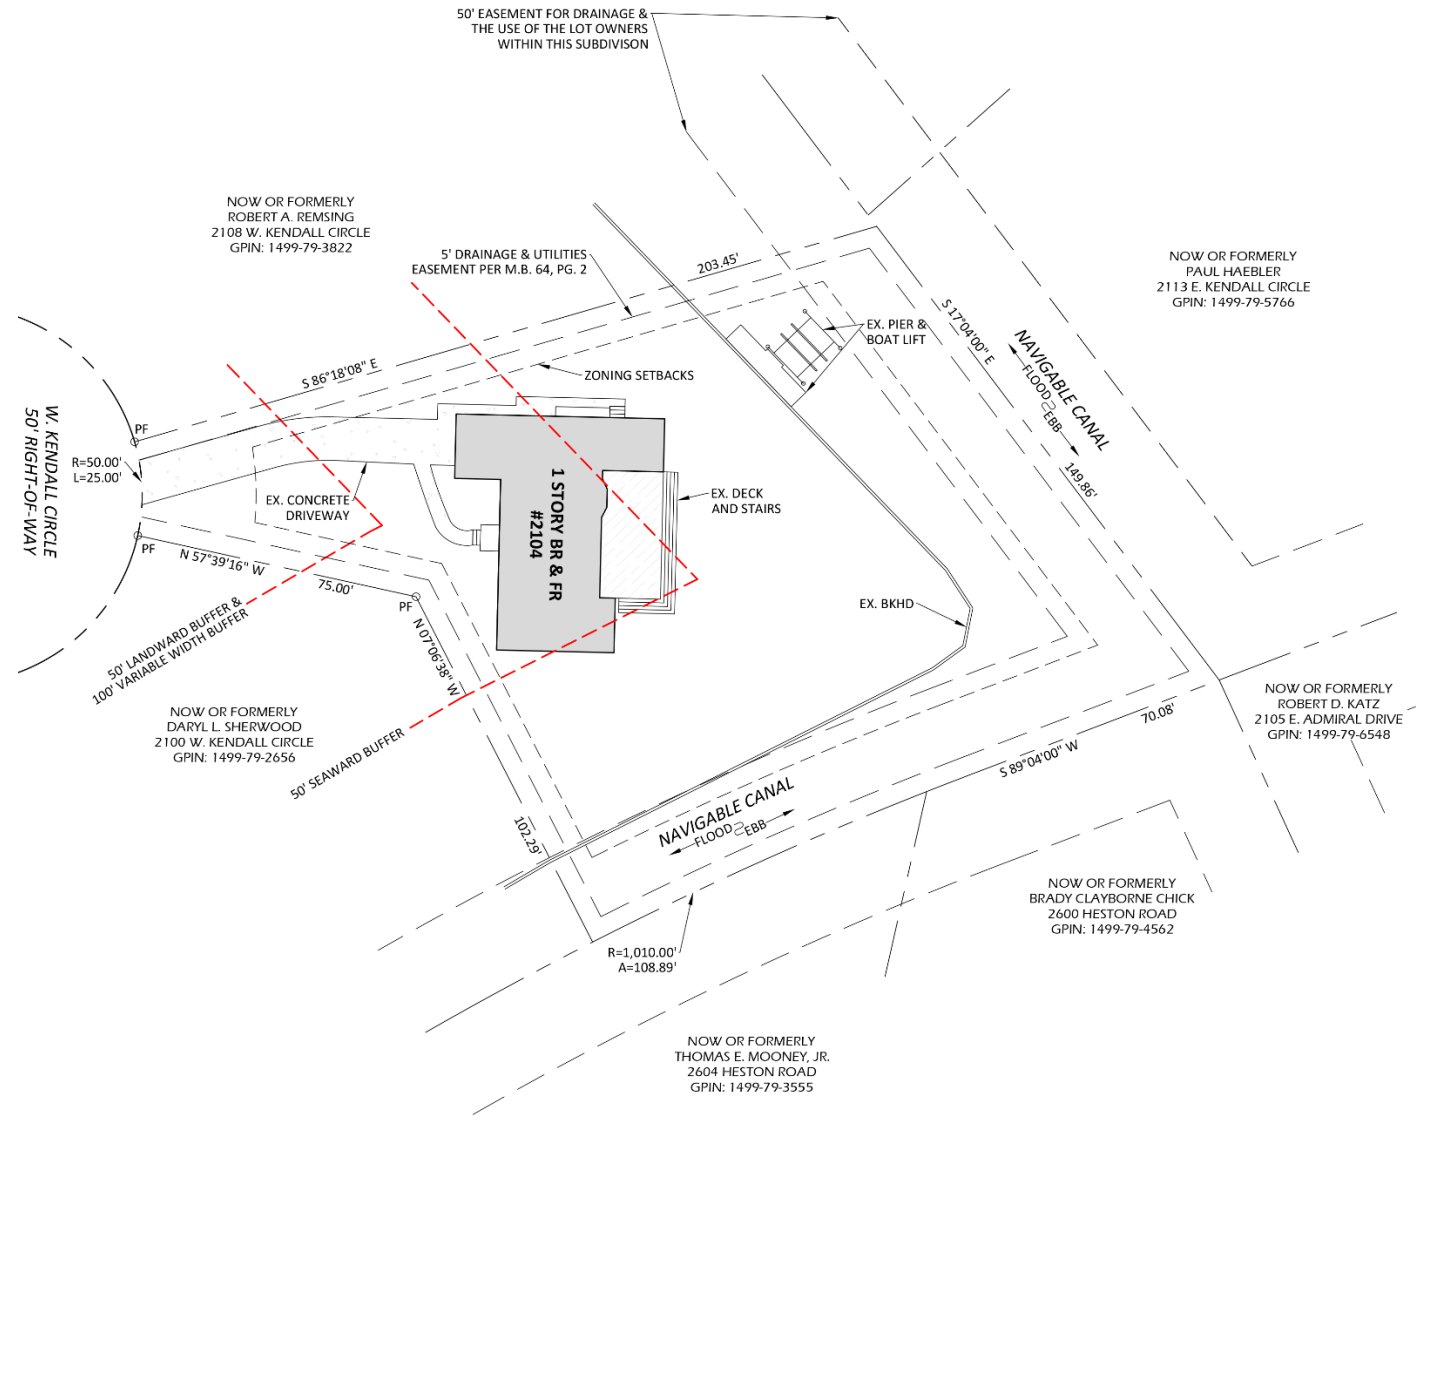 50' EASEMENT FOR DRAINAGE &
THE USE OF THE LOT OWNERS
WITHIN THIS SUBDIVISON
NOW OR FORMERLY
ROBERT A. REMSING
2108 W. KENDALL CIRCLE
GPIN: 1499-79-3822
5' DRAINAGE & UTILITIES
EASEMENT PER M.B. 64, PG. 2
203.45'
NOW OR FORMERLY
PAUL HAEBLER
2113 E. KENDALL CIRCLE
GPIN: 1499-79-5766
S 17°04'00" E
EX. PIER &
BOAT LIFT
NAVIGABLE CANAL
FLOOD
EBB
149.86'
S 86°18'08" E
ZONING SETBACKS
PF
W. KENDALL CIRCLE
50' RIGHT-OF-WAY
R=50.00'
L=25.00'
EX. CONCRETE
DRIVEWAY
1 STORY BR & FR
#2104
EX. DECK
AND STAIRS
PF
N 57°39'16" W
75.00'
PF
EX. BKHD
50' LANDWARD BUFFER &
100' VARIABLE WIDTH BUFFER
N 07°06'38" W
NOW OR FORMERLY
DARYL L. SHERWOOD
2100 W. KENDALL CIRCLE
GPIN: 1499-79-2656
50' SEAWARD BUFFER
NOW OR FORMERLY
ROBERT D. KATZ
2105 E. ADMIRAL DRIVE
GPIN: 1499-79-6548
70.08'
S 89°04'00" W
102.29'
NAVIGABLE CANAL
FLOOD
EBB
NOW OR FORMERLY
BRADY CLAYBORNE CHICK
2600 HESTON ROAD
GPIN: 1499-79-4562
R=1,010.00'
A=108.89'
NOW OR FORMERLY
THOMAS E. MOONEY, JR.
2604 HESTON ROAD
GPIN: 1499-79-3555